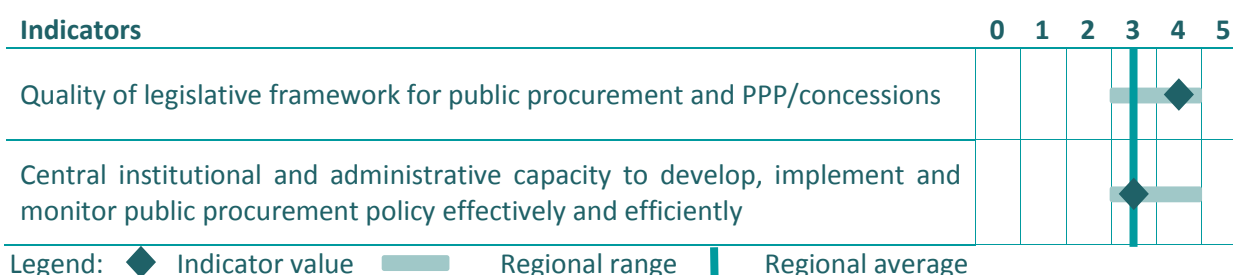 Indicators 0 1 2 3 4 5
Quality of legislative framework for public procurement and PPP/concessions
Central institutional and administrative capacity to develop, implement and
monitor public procurement policy effectively and efficiently
Legend: Indicator value Regional range Regional average